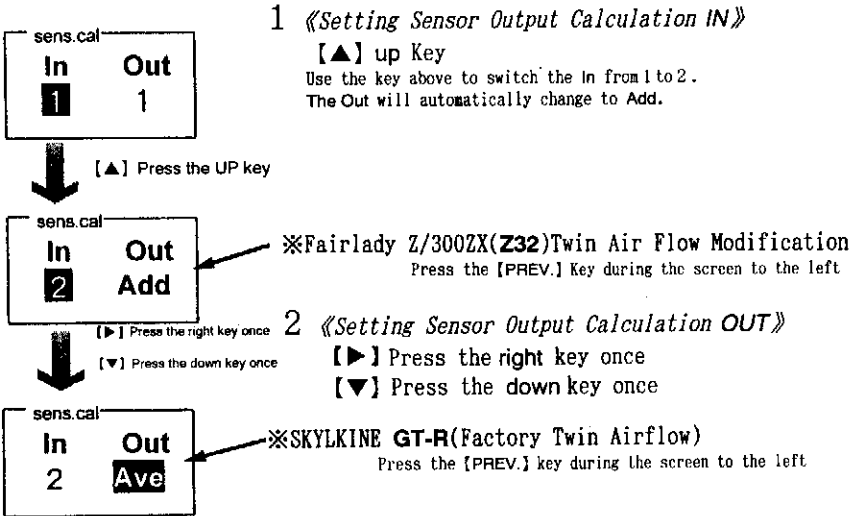 1 《Setting Sensor Output Calculation IN》
【▲】 up Key
Use the key above to switch the In from 1 to 2.
The Out will automatically change to Add.
sens.cal
In Out
1 1
【▲】 Press the UP key
sens.cal
In Out
2 Add
※Fairlady Z/300ZX(Z32)Twin Air Flow Modification
Press the [PREV.] Key during the screen to the left
【▶】 Press the right key once
【▼】 Press the down key once
2 《Setting Sensor Output Calculation OUT》
【▶】 Press the right key once
【▼】 Press the down key once
sens.cal
In Out
2 Ave
※SKYLKINE GT-R(Factory Twin Airflow)
Press the [PREV.] key during the screen to the left